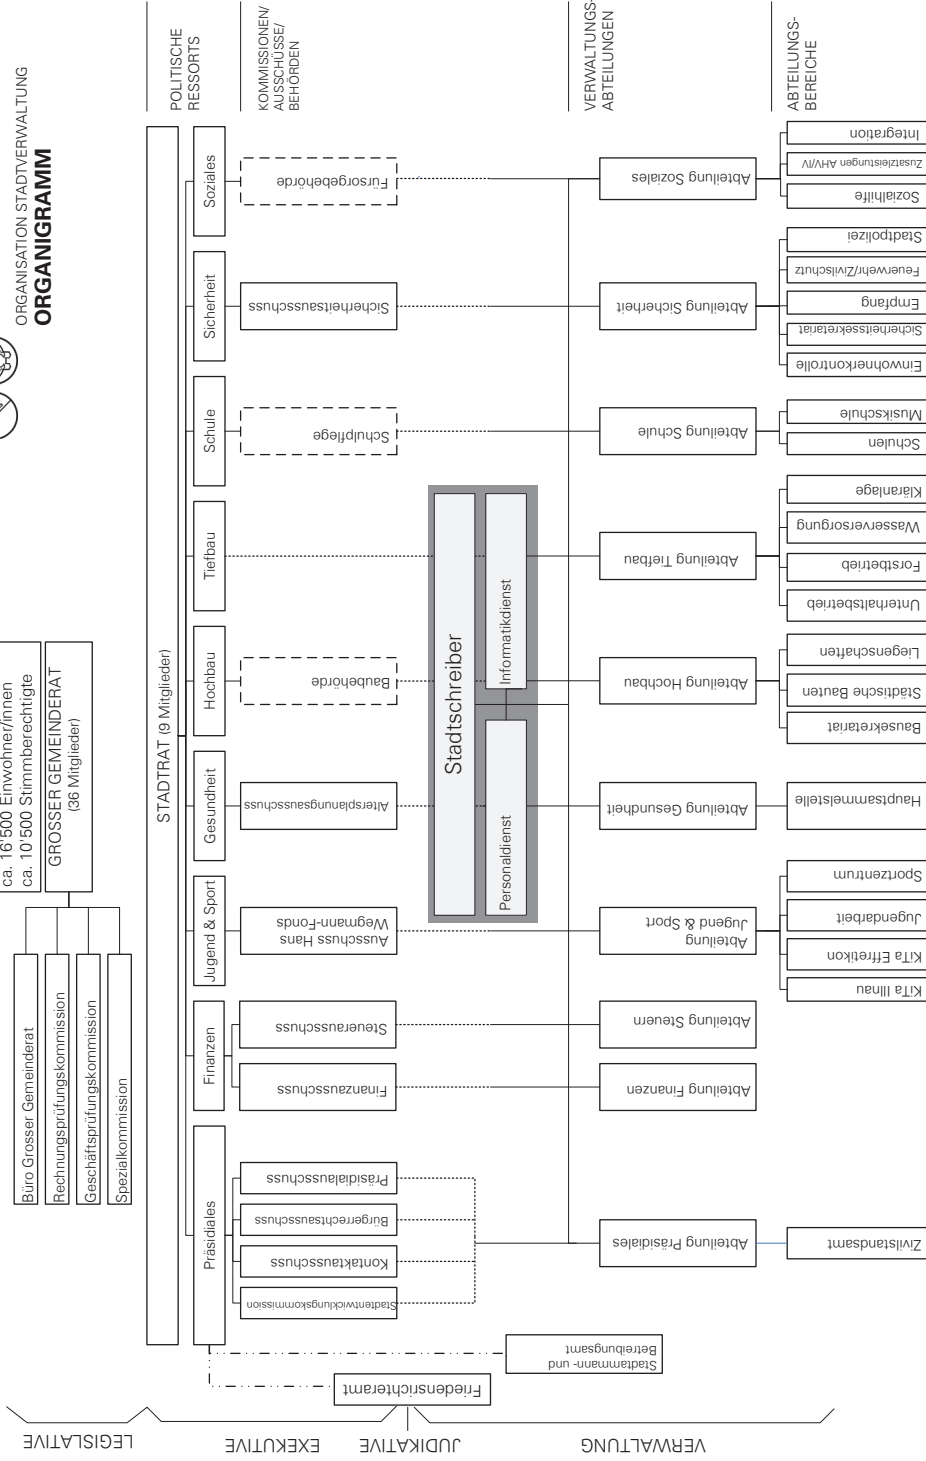 ORGANISATION STADTVERWALTUNG
ORGANIGRAMM
ca. 16'500 Einwohner/innen
ca. 10'500 Stimmberechtigte
GROSSER GEMEINDERAT
(36 Mitglieder)
Büro Grosser Gemeinderat
Rechnungsprüfungskommission
Geschäftsprüfungskommission
Spezialkommission
LEGISLATIVE
EXEKUTIVE
JUDIKATIVE
VERWALTUNG
STADTRAT (9 Mitglieder)
POLITISCHE
RESSORTS
Präsidiales
Finanzen
Jugend & Sport
Gesundheit
Hochbau
Tiefbau
Schule
Sicherheit
Soziales
KOMMISSIONEN/
AUSSCHÜSSE/
BEHÖRDEN
Stadtentwicklungskommission
Kontaktausschuss
Bürgerrechtsausschuss
Präsidialausschuss
Finanzausschuss
Steuerausschuss
Ausschuss Hans
Wegmann-Fonds
Altersplanungsausschuss
Baubehörde
Schulpflege
Sicherheitsausschuss
Fürsorgebehörde
Friedensrichteramt
Stadtammann- und
Betreibungsamt
Stadtschreiber
Personaldienst
Informatikdienst
VERWALTUNGS-
ABTEILUNGEN
Abteilung Präsidiales
Abteilung Finanzen
Abteilung Steuern
Abteilung
Jugend & Sport
Abteilung Gesundheit
Abteilung Hochbau
Abteilung Tiefbau
Abteilung Schule
Abteilung Sicherheit
Abteilung Soziales
ABTEILUNGS-
BEREICHE
Zivilstandsamt
KiTa Illnau
KiTa Effretikon
Jugendarbeit
Sportzentrum
Hauptsammelstelle
Bausekretariat
Städtische Bauten
Liegenschaften
Unterhaltsbetrieb
Forstbetrieb
Wasserversorgung
Kläranlage
Schulen
Musikschule
Einwohnerkontrolle
Sicherheitssekretariat
Empfang
Feuerwehr/Zivilschutz
Stadtpolizei
Sozialhilfe
Zusatzleistungen AHV/IV
Integration